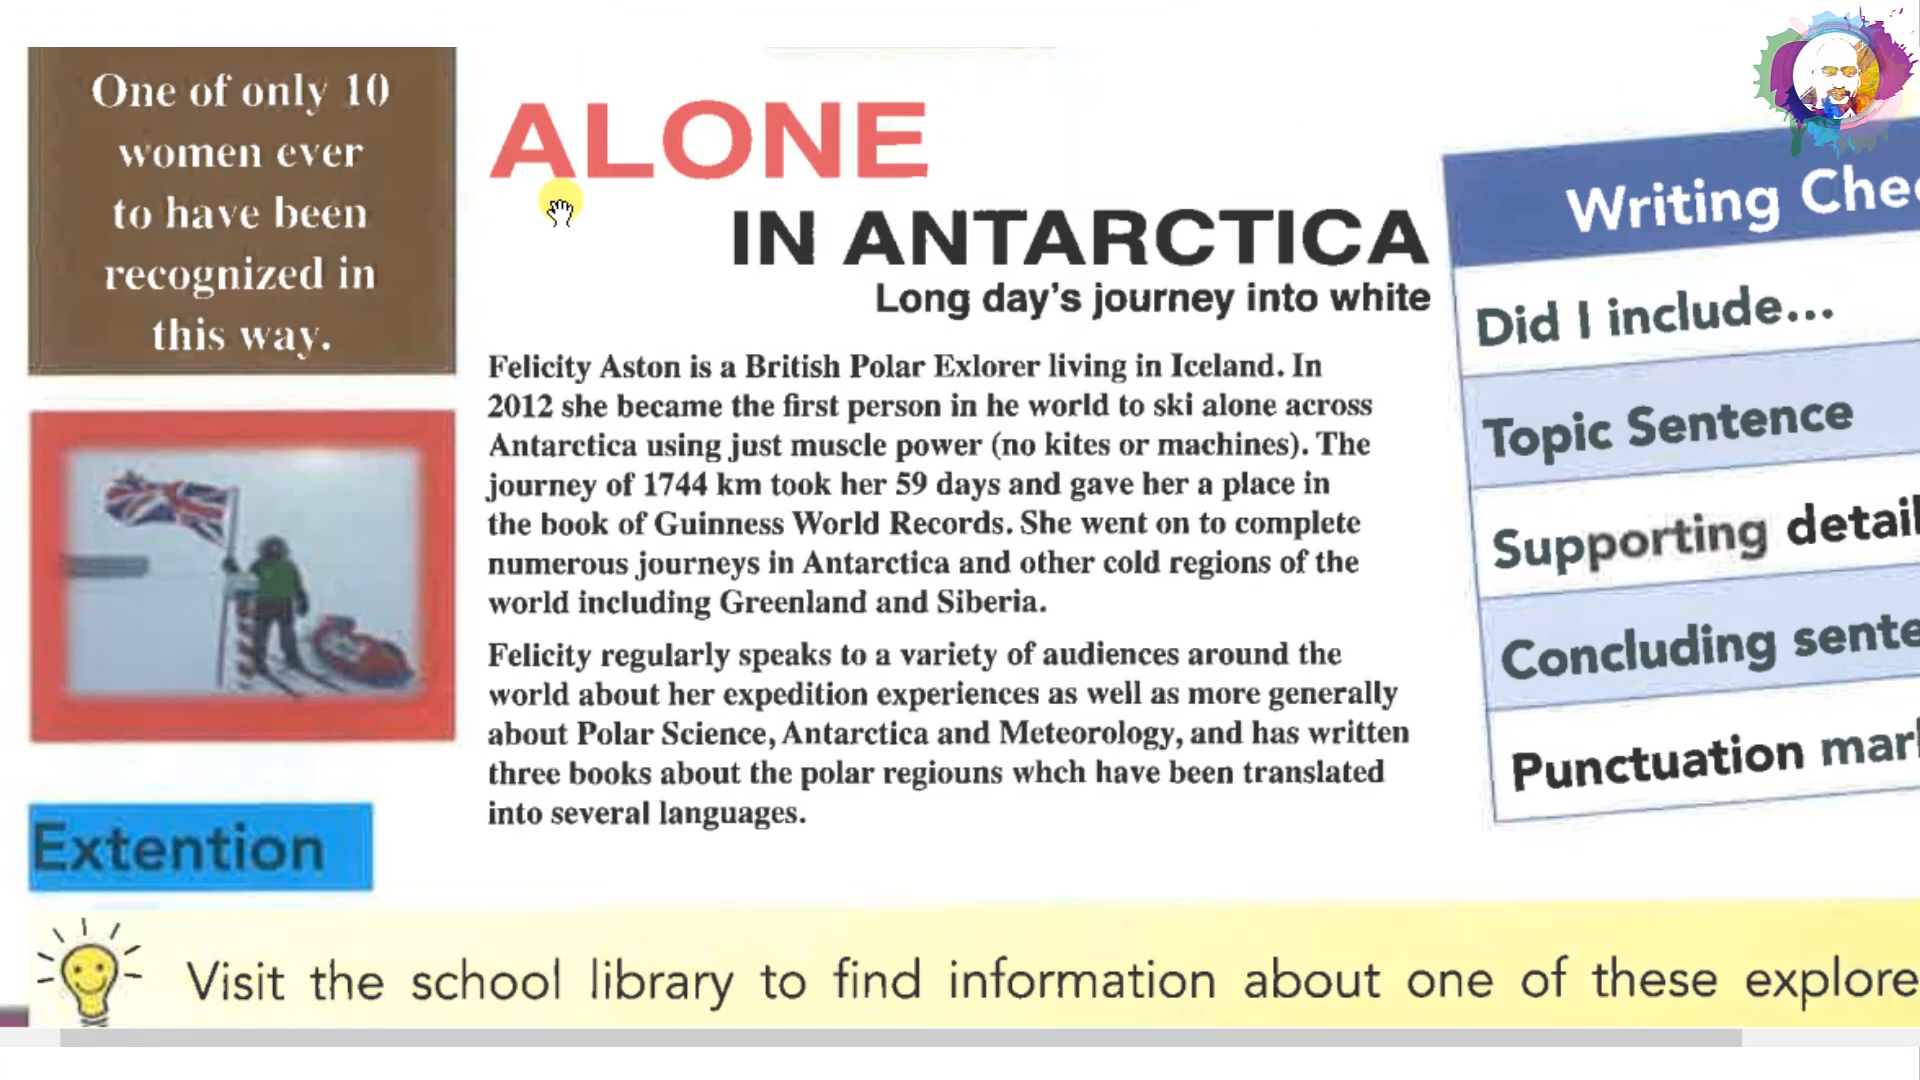 One of only 10
women ever
to have been
recognized in
this way.
ALONE
IN ANTARCTICA
Long day's journey into white
Felicity Aston is a British Polar Exlorer living in Iceland. In
2012 she became the first person in he world to ski alone across
Antarctica using just muscle power (no kites or machines). The
journey of 1744 km took her 59 days and gave her a place in
the book of Guinness World Records. She went on to complete
numerous journeys in Antarctica and other cold regions of the
world including Greenland and Siberia.
Felicity regularly speaks to a variety of audiences around the
world about her expedition experiences as well as more generally
about Polar Science, Antarctica and Meteorology, and has written
three books about the polar regiouns whch have been translated
into several languages.
Writing Chec
Did I include...
Topic Sentence
Supporting detail
Concluding sente
Punctuation mar
Extention
Visit the school library to find information about one of these explore